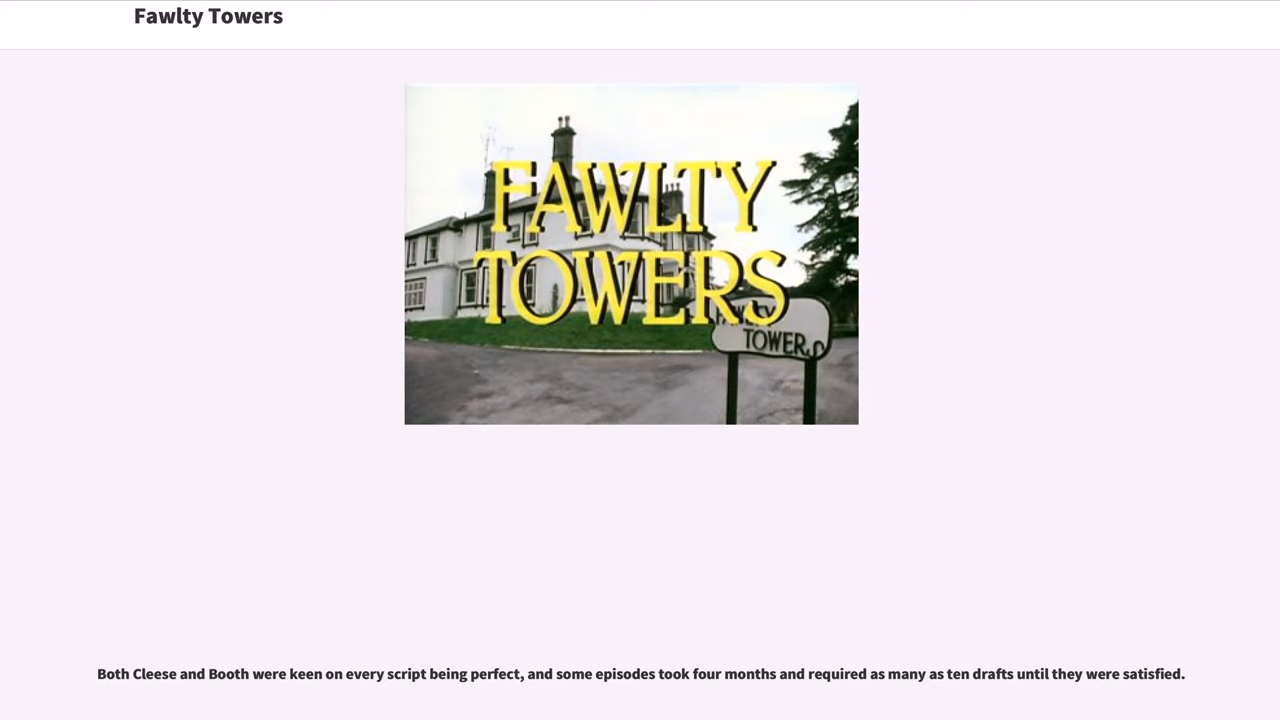 Fawlty Towers
FAWLTY
TOWERS
TOWERS
Both Cleese and Booth were keen on every script being perfect, and some episodes took four months and required as many as ten drafts until they were satisfied.